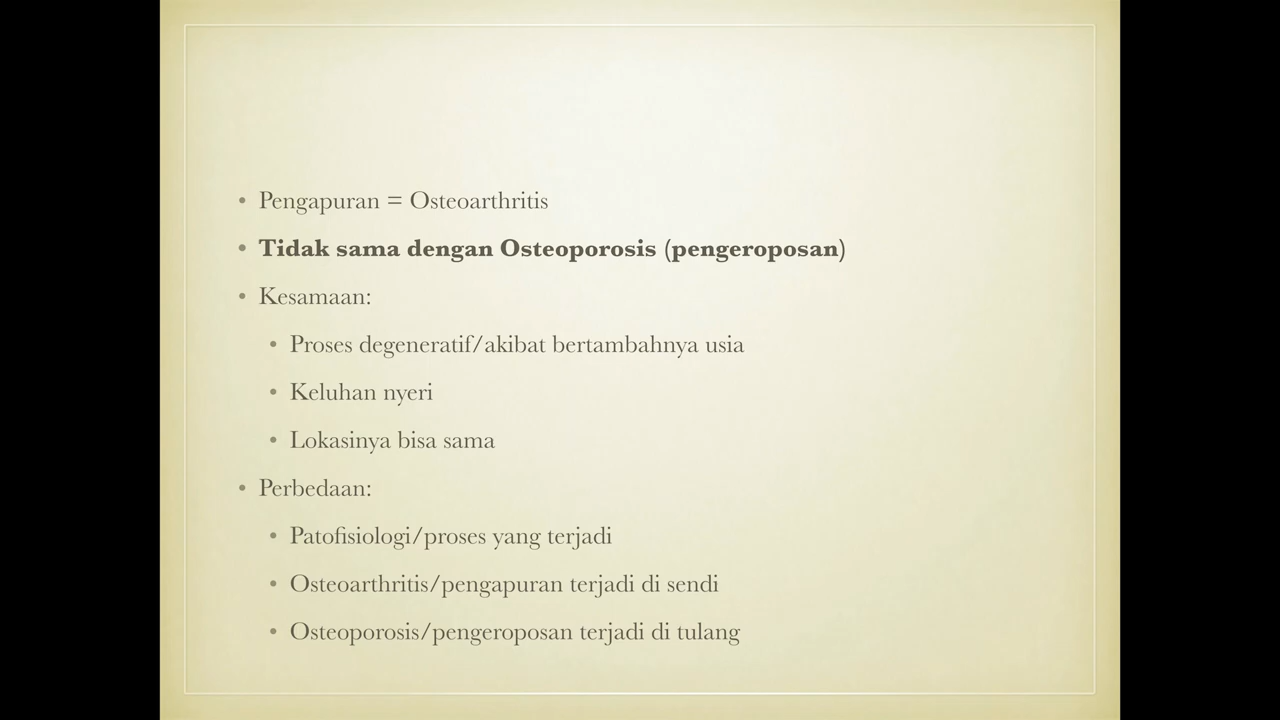 • Pengapuran = Osteoarthritis
• Tidak sama dengan Osteoporosis (pengeroposan)
• Kesamaan:
• Proses degeneratif/akibat bertambahnya usia
• Keluhan nyeri
• Lokasinya bisa sama
• Perbedaan:
• Patofisiologi/proses yang terjadi
• Osteoarthritis/pengapuran terjadi di sendi
• Osteoporosis/pengeroposan terjadi di tulang